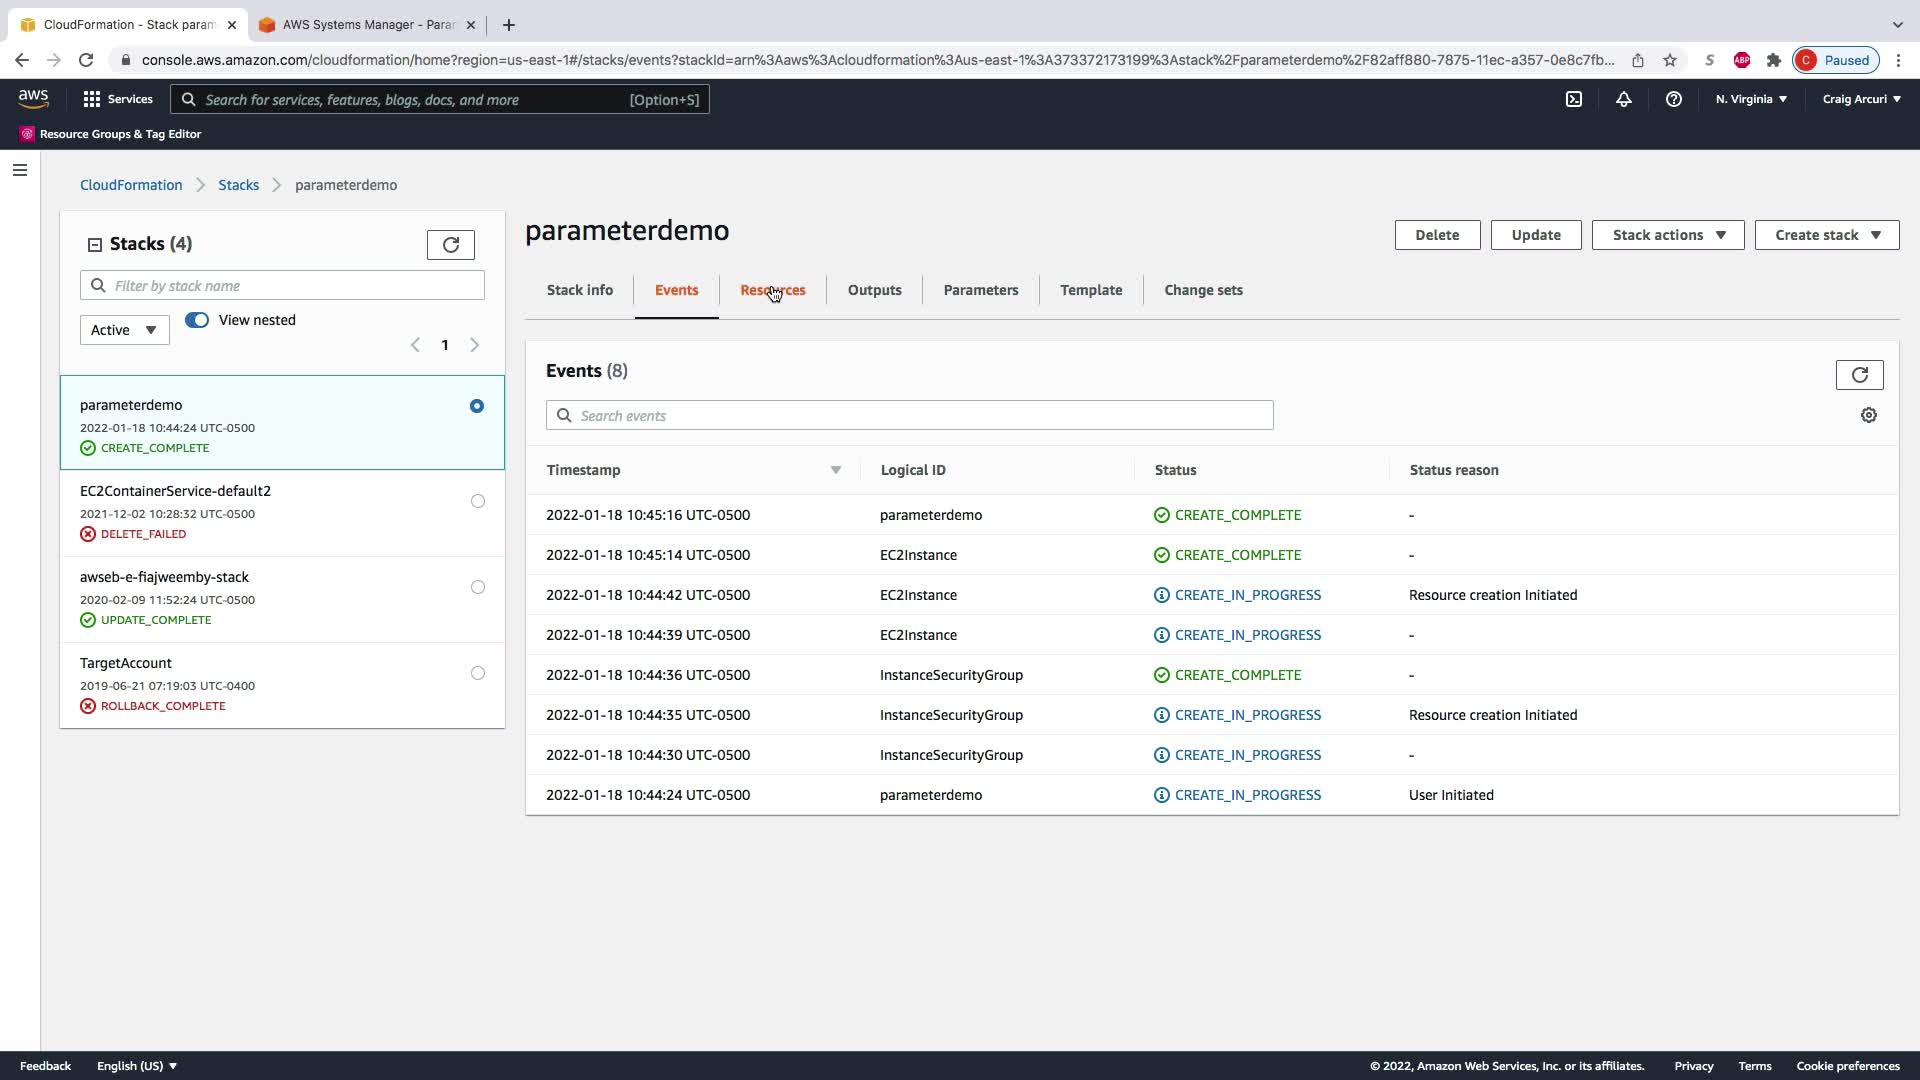 CloudFormation - Stack param
AWS Systems Manager - Para
console.aws.amazon.com/cloudformation/home?region=us-east-1#/stacks/events?stackId=arn%3Aaws%3Acloudformation%3Aus-east-1%3A373372173199%3Astack%2Fparameterdemo%2F82aff880-7875-11ec-a357-0e8c7fb...
S
ABP
C Paused
aws
Services
Search for services, features, blogs, docs, and more [Option+S]
N. Virginia
Craig Arcuri
Resource Groups & Tag Editor
CloudFormation
Stacks
parameterdemo
Stacks (4)
Filter by stack name
Active
View nested
1
parameterdemo
2022-01-18 10:44:24 UTC-0500
CREATE_COMPLETE
EC2ContainerService-default2
2021-12-02 10:28:32 UTC-0500
DELETE_FAILED
awseb-e-fiajweemby-stack
2020-02-09 11:52:24 UTC-0500
UPDATE_COMPLETE
TargetAccount
2019-06-21 07:19:03 UTC-0400
ROLLBACK_COMPLETE
parameterdemo
Delete
Update
Stack actions
Create stack
Stack info
Events
Resources
Outputs
Parameters
Template
Change sets
Events (8)
Search events
Timestamp Logical ID Status Status reason
2022-01-18 10:45:16 UTC-0500 parameterdemo CREATE_COMPLETE -
2022-01-18 10:45:14 UTC-0500 EC2Instance CREATE_COMPLETE -
2022-01-18 10:44:42 UTC-0500 EC2Instance CREATE_IN_PROGRESS Resource creation Initiated
2022-01-18 10:44:39 UTC-0500 EC2Instance CREATE_IN_PROGRESS -
2022-01-18 10:44:36 UTC-0500 InstanceSecurityGroup CREATE_COMPLETE -
2022-01-18 10:44:35 UTC-0500 InstanceSecurityGroup CREATE_IN_PROGRESS Resource creation Initiated
2022-01-18 10:44:30 UTC-0500 InstanceSecurityGroup CREATE_IN_PROGRESS -
2022-01-18 10:44:24 UTC-0500 parameterdemo CREATE_IN_PROGRESS User Initiated
Feedback
English (US)
© 2022, Amazon Web Services, Inc. or its affiliates.
Privacy
Terms
Cookie preferences